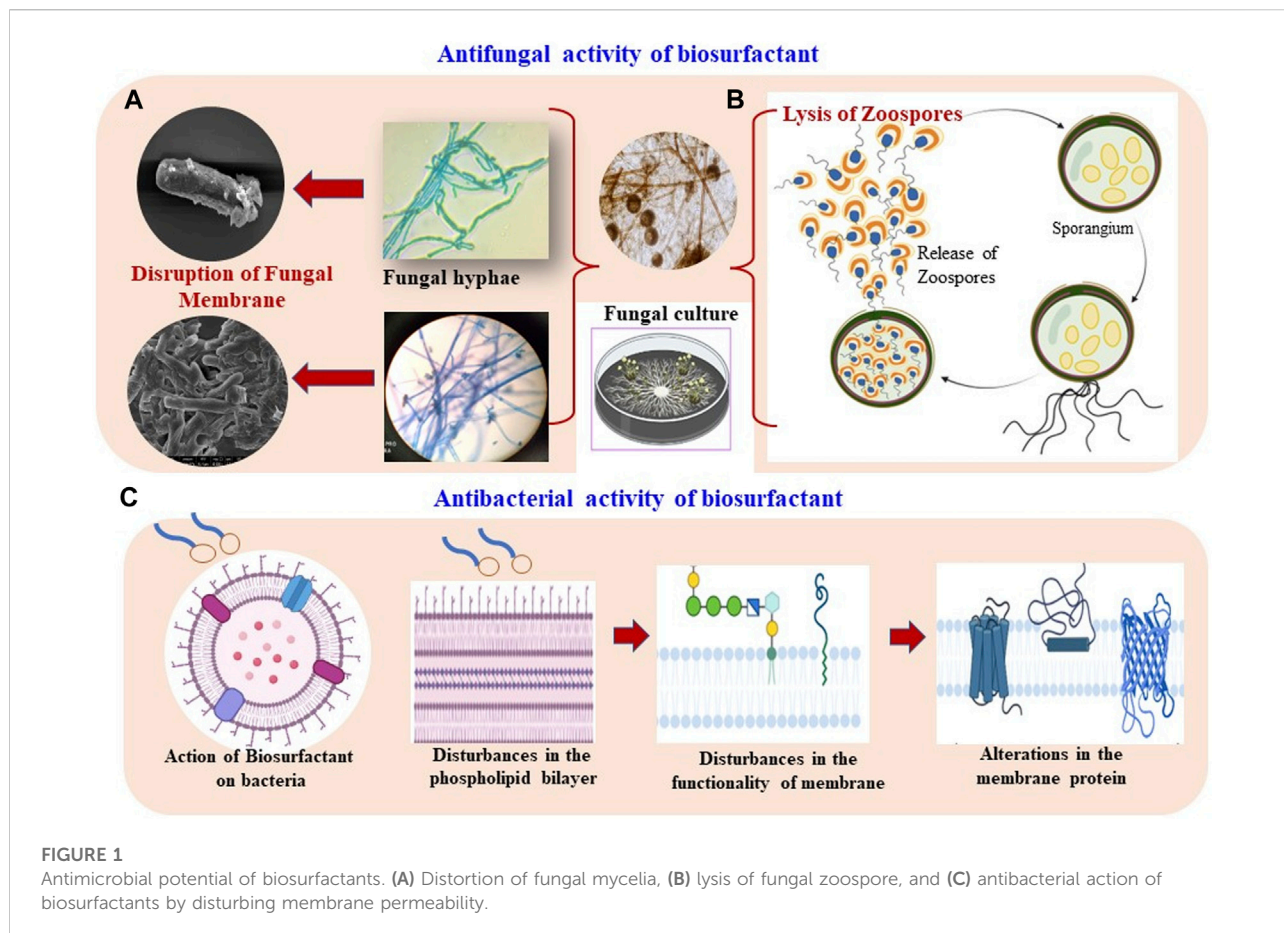 Antifungal activity of biosurfactant
A
B
Lysis of Zoospores
Sporangium
Release of
Zoospores
Disruption of Fungal
Membrane
Fungal hyphae
Fungal culture
C
Antibacterial activity of biosurfactant
Action of Biosurfactant
on bacteria
Disturbances in the
phospholipid bilayer
Disturbances in the
functionality of membrane
Alterations in the
membrane protein
FIGURE 1
Antimicrobial potential of biosurfactants. (A) Distortion of fungal mycelia, (B) lysis of fungal zoospore, and (C) antibacterial action of
biosurfactants by disturbing membrane permeability.